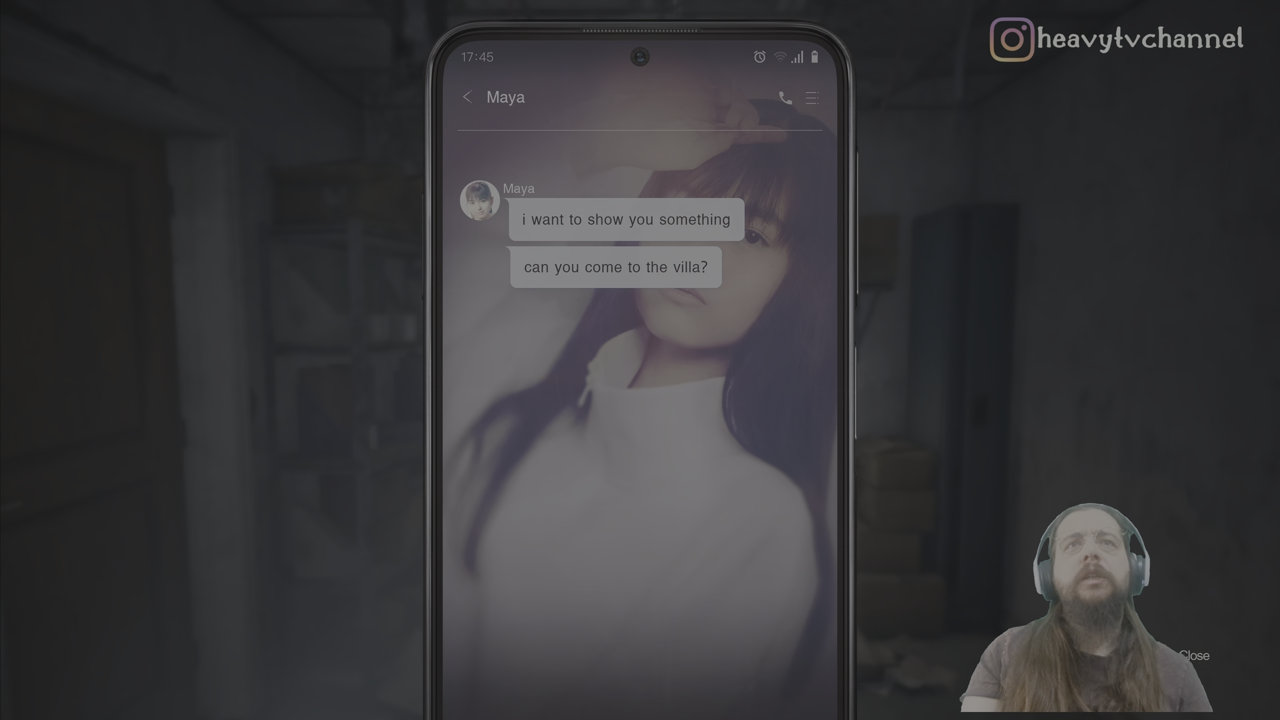 heavytvchannel
17:45
Maya
Maya
i want to show you something
can you come to the villa?
Close